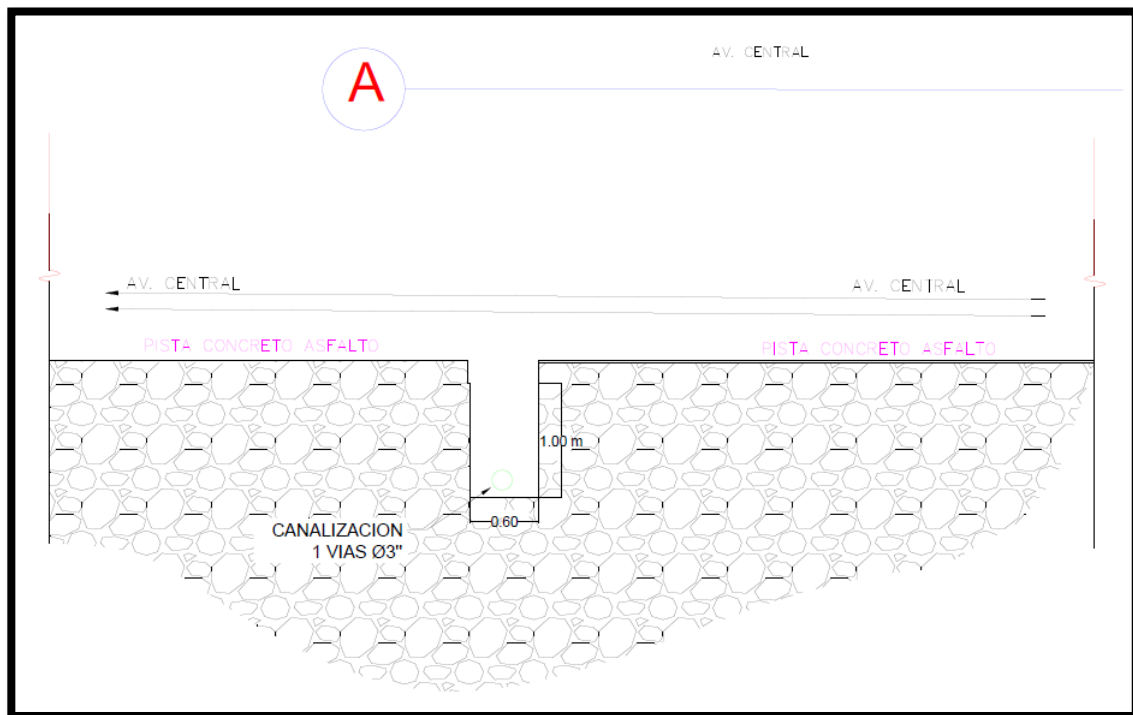 AV. CENTRAL
A
AV. CENTRAL
AV. CENTRAL
PISTA CONCRETO ASFALTO
PISTA CONCRETO ASFALTO
1.00 m
0.60
CANALIZACION
1 VIAS Ø3"